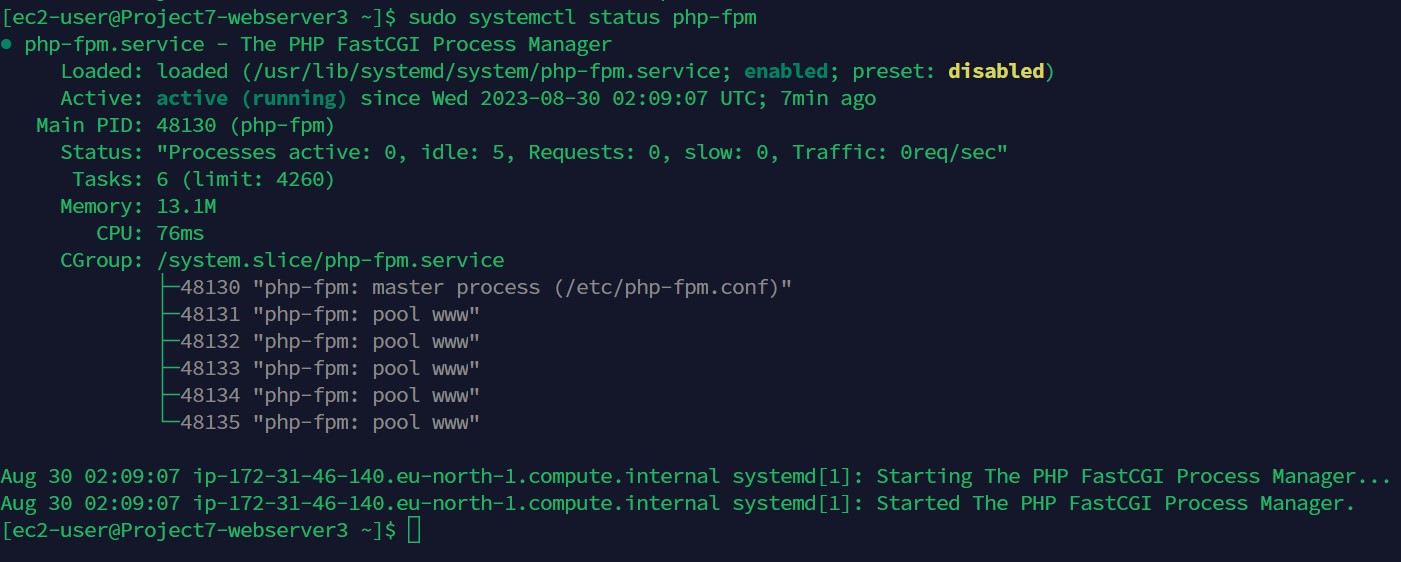 [ec2-user@Project7-webserver3 ~]$ sudo systemctl status php-fpm
● php-fpm.service - The PHP FastCGI Process Manager
     Loaded: loaded (/usr/lib/systemd/system/php-fpm.service; enabled; preset: disabled)
     Active: active (running) since Wed 2023-08-30 02:09:07 UTC; 7min ago
   Main PID: 48130 (php-fpm)
     Status: "Processes active: 0, idle: 5, Requests: 0, slow: 0, Traffic: 0req/sec"
      Tasks: 6 (limit: 4260)
     Memory: 13.1M
        CPU: 76ms
     CGroup: /system.slice/php-fpm.service
             ├─48130 "php-fpm: master process (/etc/php-fpm.conf)"
             ├─48131 "php-fpm: pool www"
             ├─48132 "php-fpm: pool www"
             ├─48133 "php-fpm: pool www"
             ├─48134 "php-fpm: pool www"
             └─48135 "php-fpm: pool www"
Aug 30 02:09:07 ip-172-31-46-140.eu-north-1.compute.internal systemd[1]: Starting The PHP FastCGI Process Manager...
Aug 30 02:09:07 ip-172-31-46-140.eu-north-1.compute.internal systemd[1]: Started The PHP FastCGI Process Manager.
[ec2-user@Project7-webserver3 ~]$